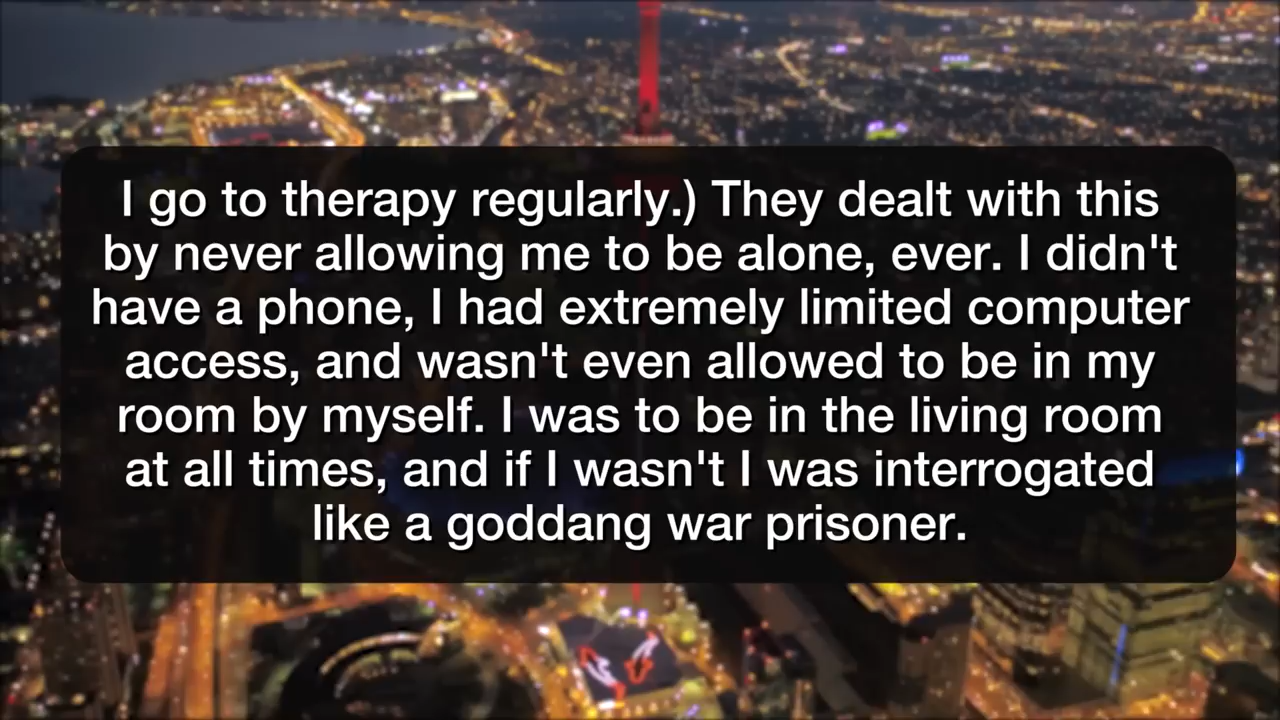 I go to therapy regularly.) They dealt with this
by never allowing me to be alone, ever. I didn't
have a phone, I had extremely limited computer
access, and wasn't even allowed to be in my
room by myself. I was to be in the living room
at all times, and if I wasn't I was interrogated
like a goddang war prisoner.